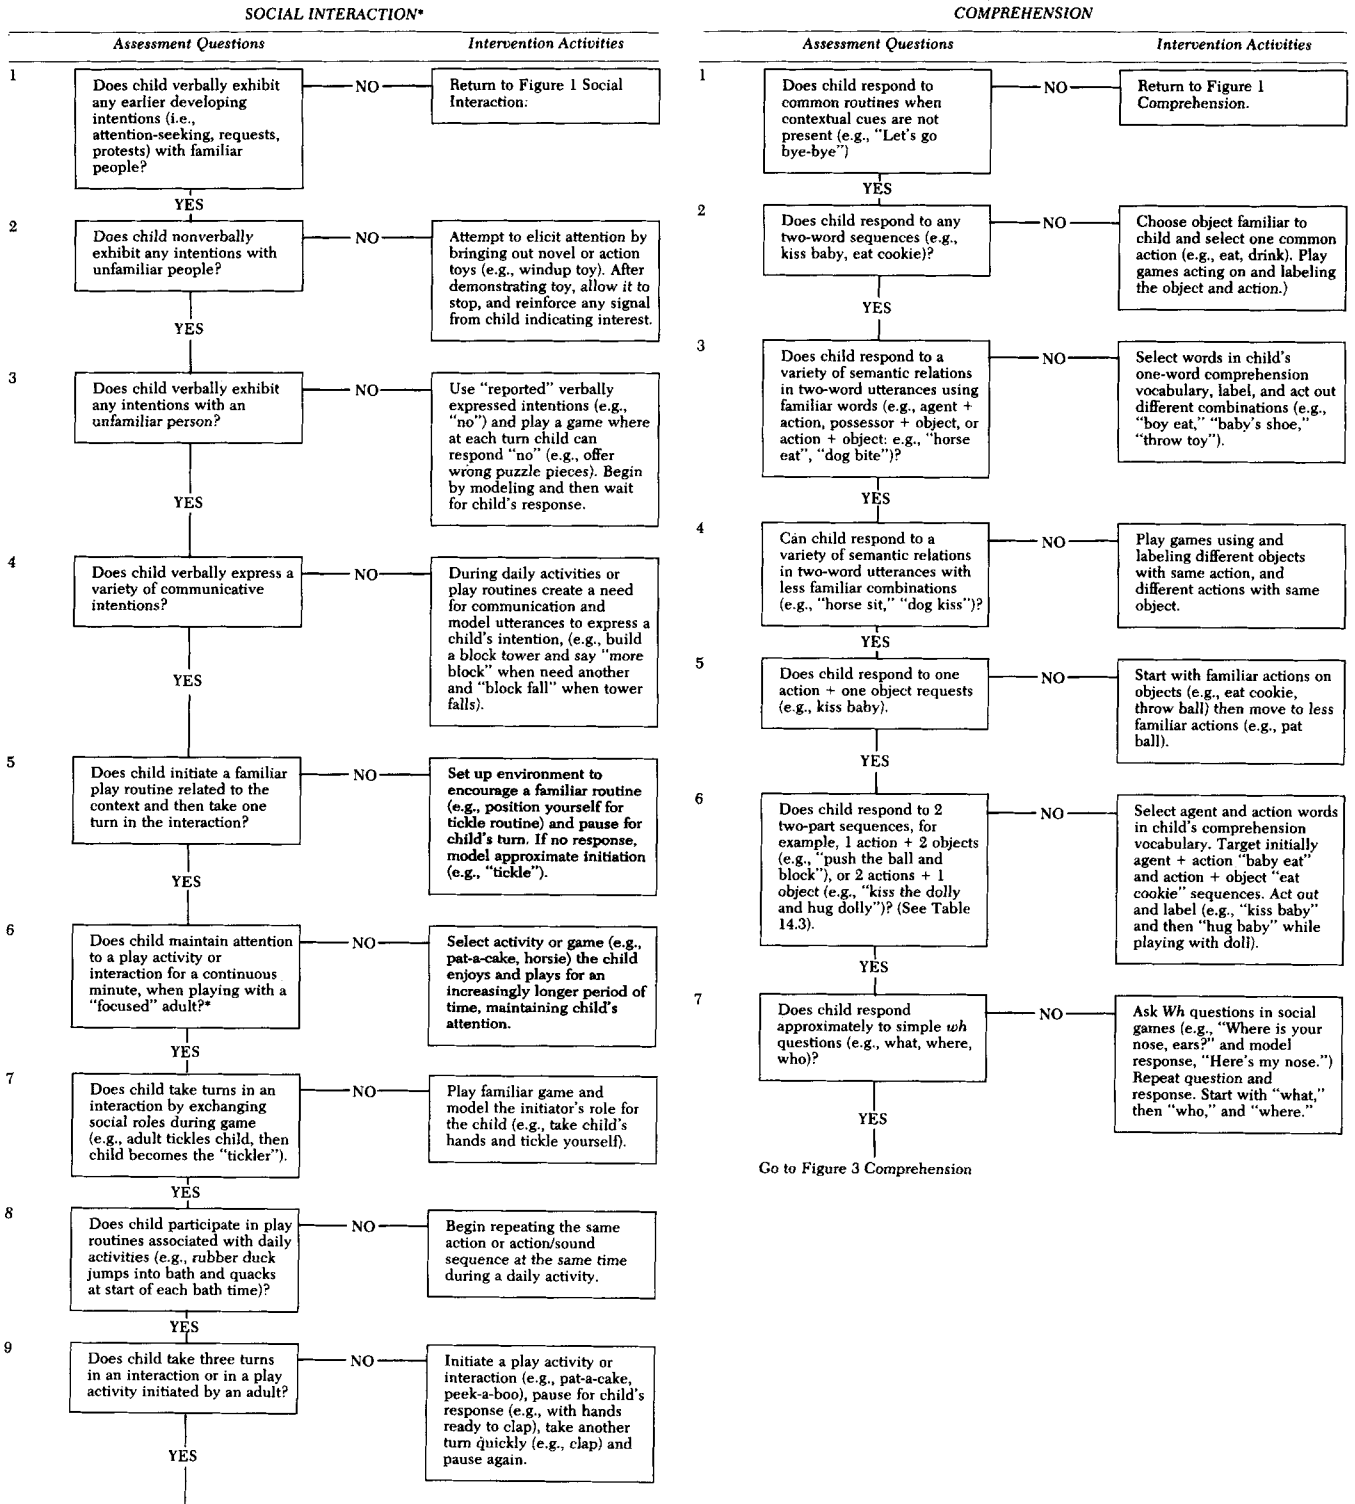 SOCIAL INTERACTION*
Assessment Questions
Intervention Activities
1
Does child verbally exhibit
any earlier developing
intentions (i.e.,
attention-seeking, requests,
protests) with familiar
people?
NO
Return to Figure 1 Social
Interaction.
YES
2
Does child nonverbally
exhibit any intentions with
unfamiliar people?
NO
Attempt to elicit attention by
bringing out novel or action
toys (e.g., windup toy). After
demonstrating toy, allow it to
stop, and reinforce any signal
from child indicating interest.
YES
3
Does child verbally exhibit
any intentions with an
unfamiliar person?
NO
Use "reported" verbally
expressed intentions (e.g.,
"no") and play a game where
at each turn child can
respond "no" (e.g., offer
wrong puzzle pieces). Begin
by modeling and then wait
for child's response.
YES
4
Does child verbally express a
variety of communicative
intentions?
NO
During daily activities or
play routines create a need
for communication and
model utterances to express a
child's intention, (e.g., build
a block tower and say "more
block" when need another
and "block fall" when tower
falls).
YES
5
Does child initiate a familiar
play routine related to the
context and then take one
turn in the interaction?
NO
Set up environment to
encourage a familiar routine
(e.g., position yourself for
tickle routine) and pause for
child's turn. If no response,
model approximate initiation
(e.g., "tickle").
YES
6
Does child maintain attention
to a play activity or
interaction for a continuous
minute, when playing with a
"focused" adult?*
NO
Select activity or game (e.g.,
pat-a-cake, horsie) the child
enjoys and plays for an
increasingly longer period of
time, maintaining child's
attention.
YES
7
Does child take turns in an
interaction by exchanging
social roles during game
(e.g., adult tickles child, then
child becomes the "tickler").
NO
Play familiar game and
model the initiator's role for
the child (e.g., take child's
hands and tickle yourself).
YES
8
Does child participate in play
routines associated with daily
activities (e.g., rubber duck
jumps into bath and quacks
at start of each bath time)?
NO
Begin repeating the same
action or action/sound
sequence at the same time
during a daily activity.
YES
9
Does child take three turns
in an interaction or in a play
activity initiated by an adult?
NO
Initiate a play activity or
interaction (e.g., pat-a-cake,
peek-a-boo), pause for child's
response (e.g., with hands
ready to clap), take another
turn quickly (e.g., clap) and
pause again.
YES
COMPREHENSION
Assessment Questions
Intervention Activities
1
Does child respond to
common routines when
contextual cues are not
present (e.g., "Let's go
bye-bye")
NO
Return to Figure 1
Comprehension.
YES
2
Does child respond to any
two-word sequences (e.g.,
kiss baby, eat cookie)?
NO
Choose object familiar to
child and select one common
action (e.g., eat, drink). Play
games acting on and labeling
the object and action.)
YES
3
Does child respond to a
variety of semantic relations
in two-word utterances using
familiar words (e.g., agent +
action, possessor + object, or
action + object: e.g., "horse
eat", "dog bite")?
NO
Select words in child's
one-word comprehension
vocabulary, label, and act out
different combinations (e.g.,
"boy eat," "baby's shoe,"
"throw toy").
YES
4
Can child respond to a
variety of semantic relations
in two-word utterances with
less familiar combinations
(e.g., "horse sit," "dog kiss")?
NO
Play games using and
labeling different objects
with same action, and
different actions with same
object.
YES
5
Does child respond to one
action + one object requests
(e.g., kiss baby).
NO
Start with familiar actions on
objects (e.g., eat cookie,
throw ball) then move to less
familiar actions (e.g., pat
ball).
YES
6
Does child respond to 2
two-part sequences, for
example, 1 action + 2 objects
(e.g., "push the ball and
block"), or 2 actions + 1
object (e.g., "kiss the dolly
and hug dolly")? (See Table
14.3).
NO
Select agent and action words
in child's comprehension
vocabulary. Target initially
agent + action "baby eat"
and action + object "eat
cookie" sequences. Act out
and label (e.g., "kiss baby"
and then "hug baby" while
playing with doll).
YES
7
Does child respond
approximately to simple wh
questions (e.g., what, where,
who)?
NO
Ask Wh questions in social
games (e.g., "Where is your
nose, ears?" and model
response, "Here's my nose.")
Repeat question and
response. Start with "what,"
then "who," and "where."
YES
Go to Figure 3 Comprehension